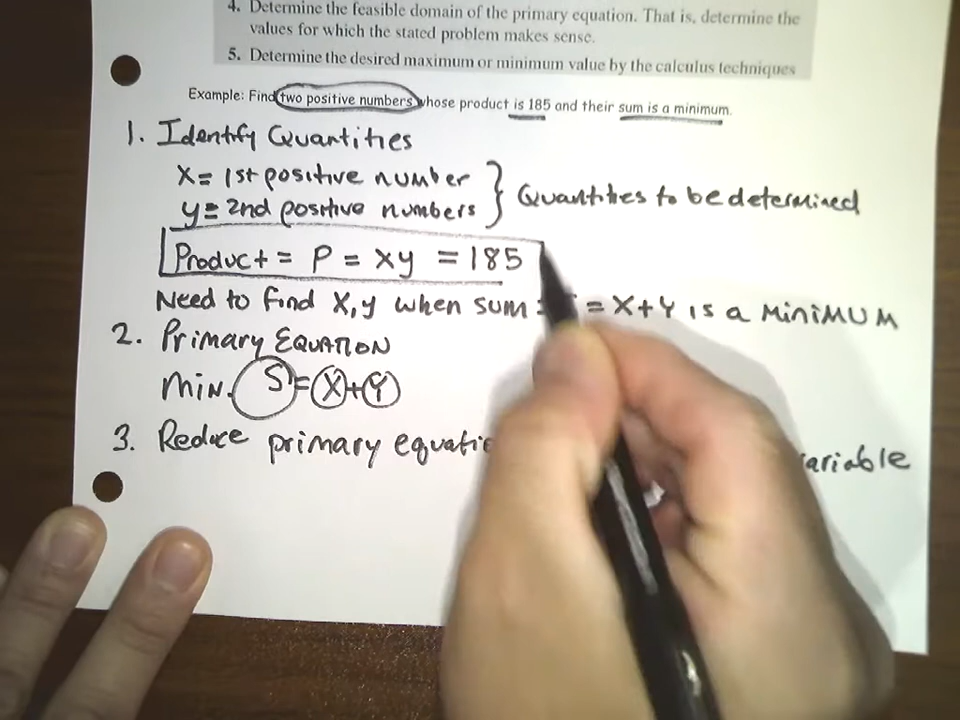 4. Determine the feasible domain of the primary equation. That is, determine the
values for which the stated problem makes sense.
5. Determine the desired maximum or minimum value by the calculus techniques
Example: Find two positive numbers whose product is 185 and their sum is a minimum.
1. Identify Quantities
X = 1st positive number
y = 2nd positive numbers } Quantities to be determined
Product = P = xy = 185
Need to find X, y when sum = X+Y is a MINIMUM
2. Primary EQUATION
MIN. S = X+Y
3. Reduce primary